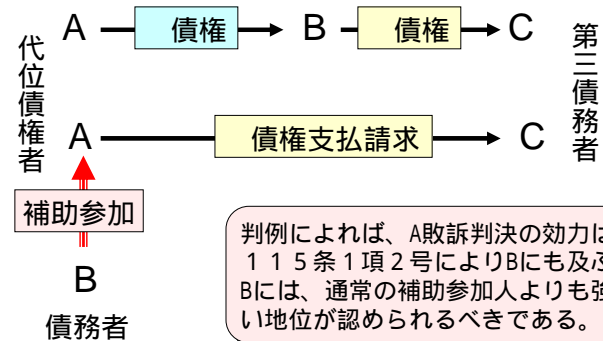 A 債権 B 債権 C
代位債権者
第三債務者
A 債権支払請求 C
補助参加
B
債務者
判例によれば、A敗訴判決の効力は
115条1項2号によりBにも及ぶ
Bには、通常の補助参加人よりも強
い地位が認められるべきである。